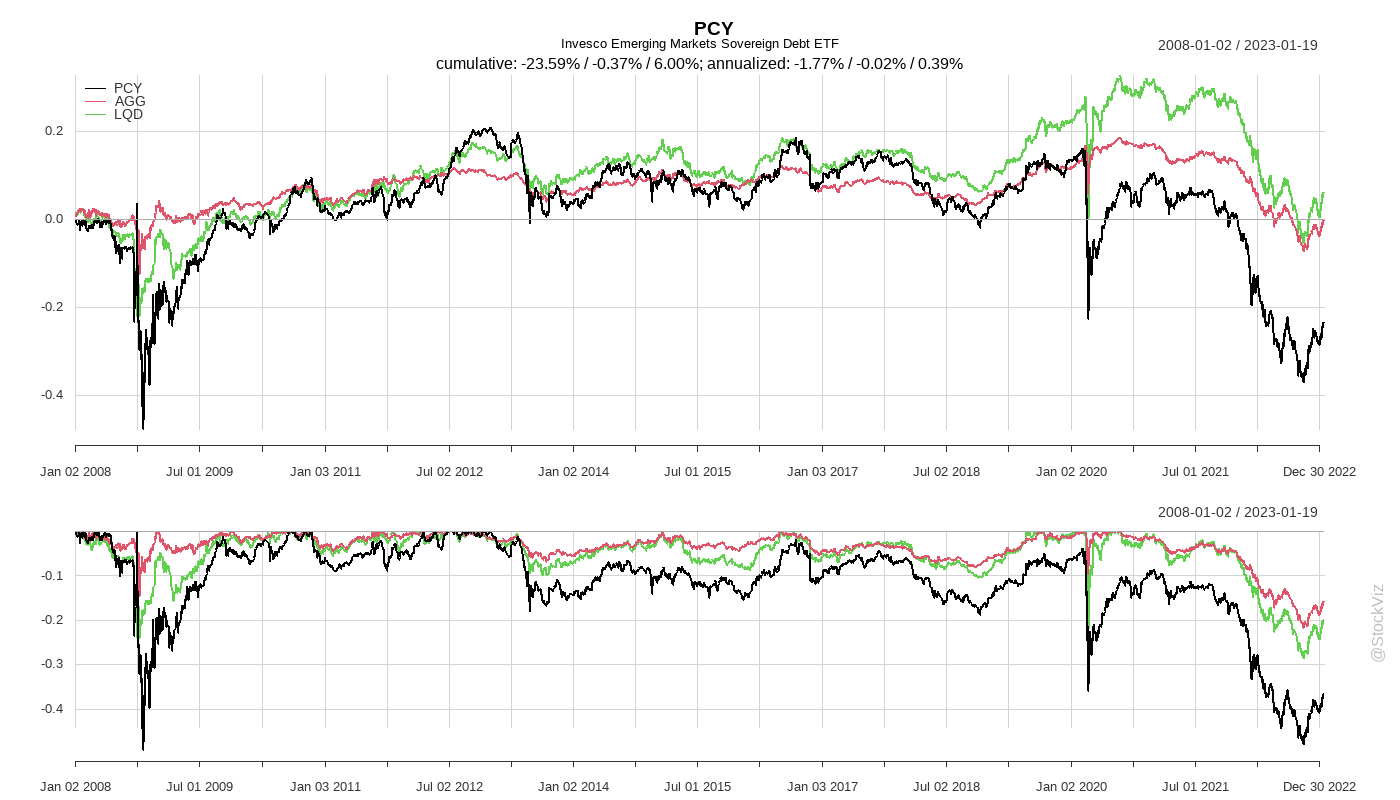 PCY
Invesco Emerging Markets Sovereign Debt ETF
2008-01-02 / 2023-01-19
cumulative: -23.59% / -0.37% / 6.00%; annualized: -1.77% / -0.02% / 0.39%
PCY
AGG
LQD
0.2
0.0
-0.2
-0.4
Jan 02 2008 Jul 01 2009 Jan 03 2011 Jul 02 2012 Jan 02 2014 Jul 01 2015 Jan 03 2017 Jul 02 2018 Jan 02 2020 Jul 01 2021 Dec 30 2022
2008-01-02 / 2023-01-19
-0.1
-0.2
-0.3
-0.4
@StockViz
Jan 02 2008 Jul 01 2009 Jan 03 2011 Jul 02 2012 Jan 02 2014 Jul 01 2015 Jan 03 2017 Jul 02 2018 Jan 02 2020 Jul 01 2021 Dec 30 2022